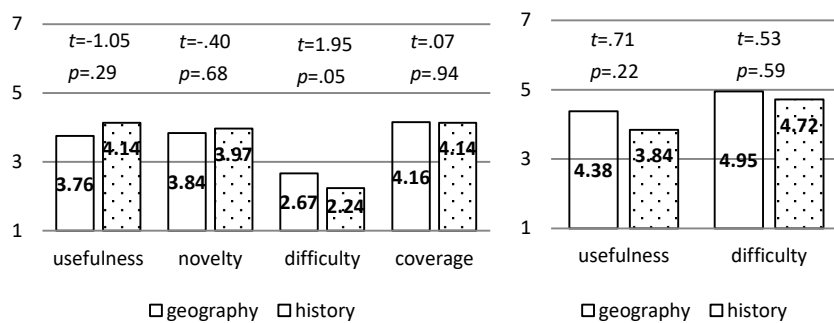 7
5
3
1
t=-1.05 t=-.40 t=1.95 t=.07
p=.29 p=.68 p=.05 p=.94
3.76 4.14 3.84 3.97 2.67 2.24 4.16 4.14
usefulness novelty difficulty coverage
geography history
7
5
3
1
t=.71 t=.53
p=.22 p=.59
4.38 3.84 4.95 4.72
usefulness difficulty
geography history